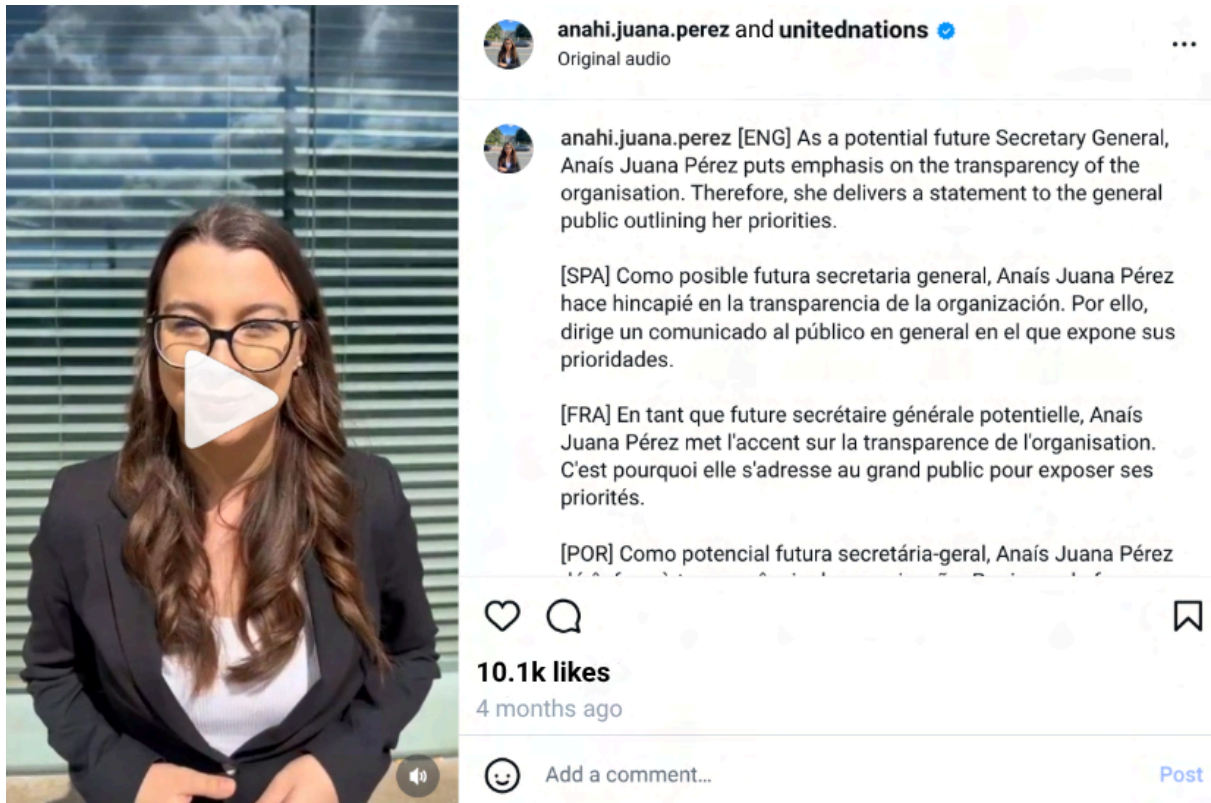 anahi.juana.perez and unitednations
Original audio
anahi.juana.perez [ENG] As a potential future Secretary General,
Anaís Juana Pérez puts emphasis on the transparency of the
organisation. Therefore, she delivers a statement to the general
public outlining her priorities.
[SPA] Como posible futura secretaria general, Anaís Juana Pérez
hace hincapié en la transparencia de la organización. Por ello,
dirige un comunicado al público en general en el que expone sus
prioridades.
[FRA] En tant que future secrétaire générale potentielle, Anaís
Juana Pérez met l'accent sur la transparence de l'organisation.
C'est pourquoi elle s'adresse au grand public pour exposer ses
priorités.
[POR] Como potencial futura secretária-geral, Anaís Juana Pérez
10.1k likes
4 months ago
Add a comment...
Post